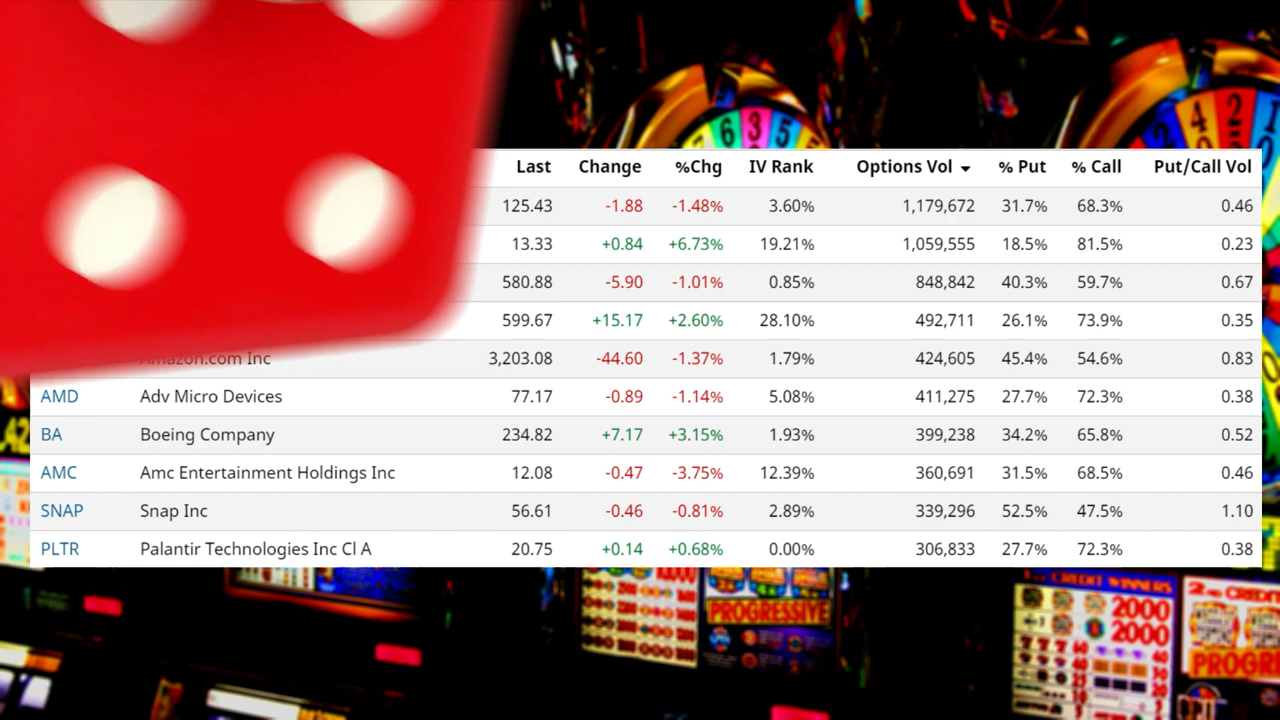 6 3 5
4 2
Last Change %Chg IV Rank Options Vol % Put % Call Put/Call Vol
125.43 -1.88 -1.48% 3.60% 1,179,672 31.7% 68.3% 0.46
13.33 +0.84 +6.73% 19.21% 1,059,555 18.5% 81.5% 0.23
580.88 -5.90 -1.01% 0.85% 848,842 40.3% 59.7% 0.67
599.67 +15.17 +2.60% 28.10% 492,711 26.1% 73.9% 0.35
Amazon.com Inc 3,203.08 -44.60 -1.37% 1.79% 424,605 45.4% 54.6% 0.83
AMD Adv Micro Devices 77.17 -0.89 -1.14% 5.08% 411,275 27.7% 72.3% 0.38
BA Boeing Company 234.82 +7.17 +3.15% 1.93% 399,238 34.2% 65.8% 0.52
AMC Amc Entertainment Holdings Inc 12.08 -0.47 -3.75% 12.39% 360,691 31.5% 68.5% 0.46
SNAP Snap Inc 56.61 -0.46 -0.81% 2.89% 339,296 52.5% 47.5% 1.10
PLTR Palantir Technologies Inc Cl A 20.75 +0.14 +0.68% 0.00% 306,833 27.7% 72.3% 0.38
PROGRESSIVE
CREDIT WINNERS
2000
2000